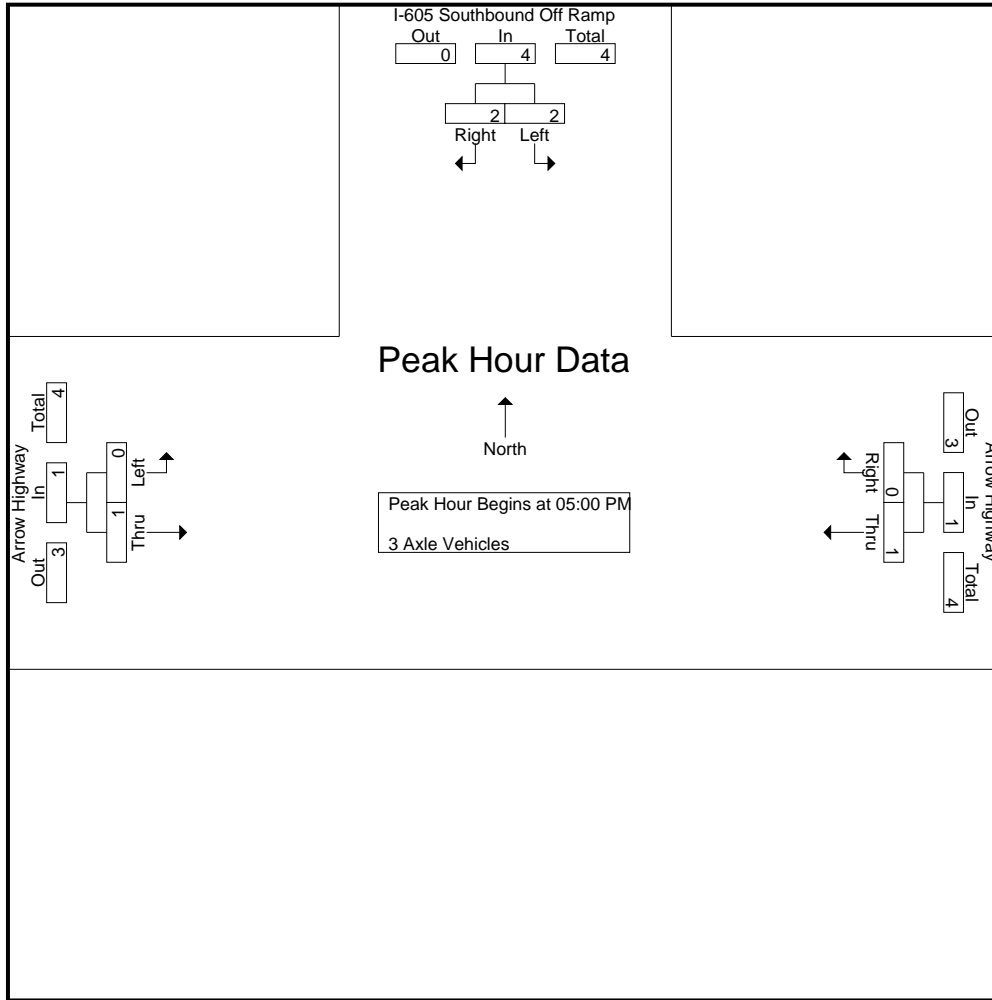 I-605 Southbound Off Ramp
Out In Total
0 4 4
2 2
Right Left
Peak Hour Data
North
Peak Hour Begins at 05:00 PM
3 Axle Vehicles
Arrow Highway
Out In Total
3 1 4
Thru Left
1 0
Arrow Highway
Out In Total
3 1 4
Right Thru
0 1